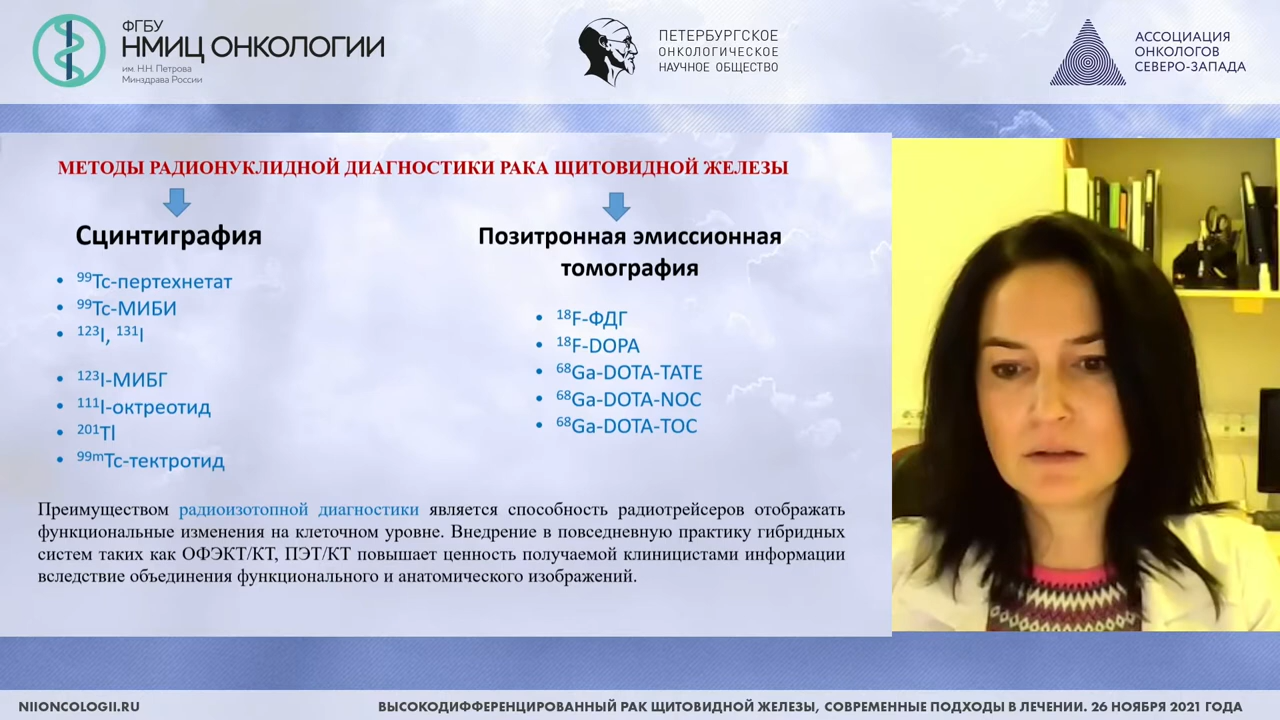 ФГБУ
НМИЦ ОНКОЛОГИИ
им. Н.Н. Петрова
Минздрава России
ПЕТЕРБУРГСКОЕ
ОНКОЛОГИЧЕСКОЕ
НАУЧНОЕ ОБЩЕСТВО
АССОЦИАЦИЯ
ОНКОЛОГОВ
СЕВЕРО-ЗАПАДА
МЕТОДЫ РАДИОНУКЛИДНОЙ ДИАГНОСТИКИ РАКА ЩИТОВИДНОЙ ЖЕЛЕЗЫ
Сцинтиграфия
• ⁹⁹Тс-пертехнетат
• ⁹⁹Тс-МИБИ
• ¹²³I, ¹³¹I
• ¹²³I-МИБГ
• ¹¹¹I-октреотид
• ²⁰¹Tl
• ⁹⁹ᵐТс-тектротид
Позитронная эмиссионная
томография
• ¹⁸F-ФДГ
• ¹⁸F-DOPA
• ⁶⁸Ga-DOTA-TATE
• ⁶⁸Ga-DOTA-NOC
• ⁶⁸Ga-DOTA-TOC
Преимуществом радиоизотопной диагностики является способность радиотрейсеров отображать
функциональные изменения на клеточном уровне. Внедрение в повседневную практику гибридных
систем таких как ОФЭКТ/КТ, ПЭТ/КТ повышает ценность получаемой клиницистами информации
вследствие объединения функционального и анатомического изображений.
NIIONCOLOGII.RU
ВЫСОКОДИФФЕРЕНЦИРОВАННЫЙ РАК ЩИТОВИДНОЙ ЖЕЛЕЗЫ, СОВРЕМЕННЫЕ ПОДХОДЫ В ЛЕЧЕНИИ. 26 НОЯБРЯ 2021 ГОДА